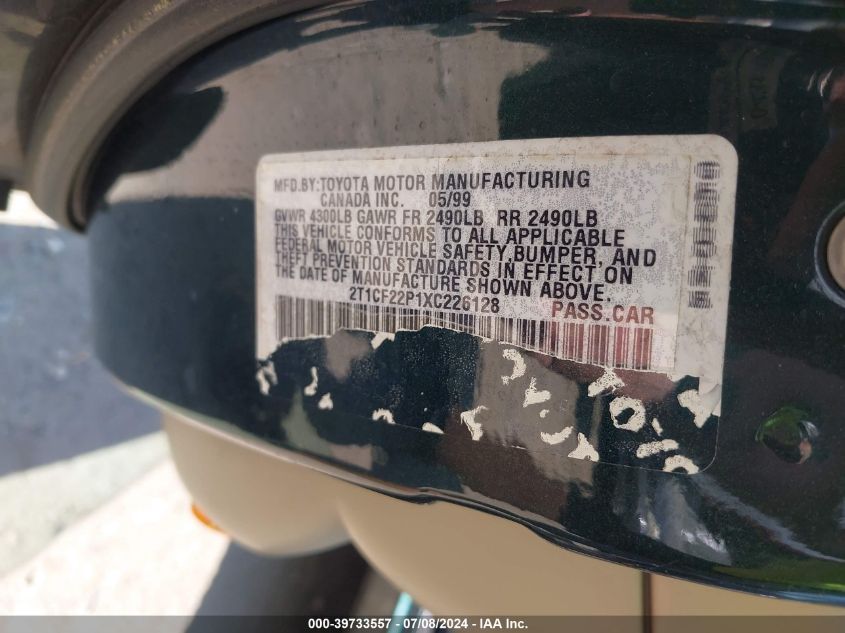 MFD.BY:TOYOTA MOTOR MANUFACTURING
CANADA INC. 05/99
GVWR 4300LB GAWR FR 2490LB RR 2490LB
THIS VEHICLE CONFORMS TO ALL APPLICABLE
FEDERAL MOTOR VEHICLE SAFETY,BUMPER, AND
THEFT PREVENTION STANDARDS IN EFFECT ON
THE DATE OF MANUFACTURE SHOWN ABOVE.
2T1CF22P1XC226128 PASS.CAR
000-39733557 / 07/08/2024 - IAA Inc.